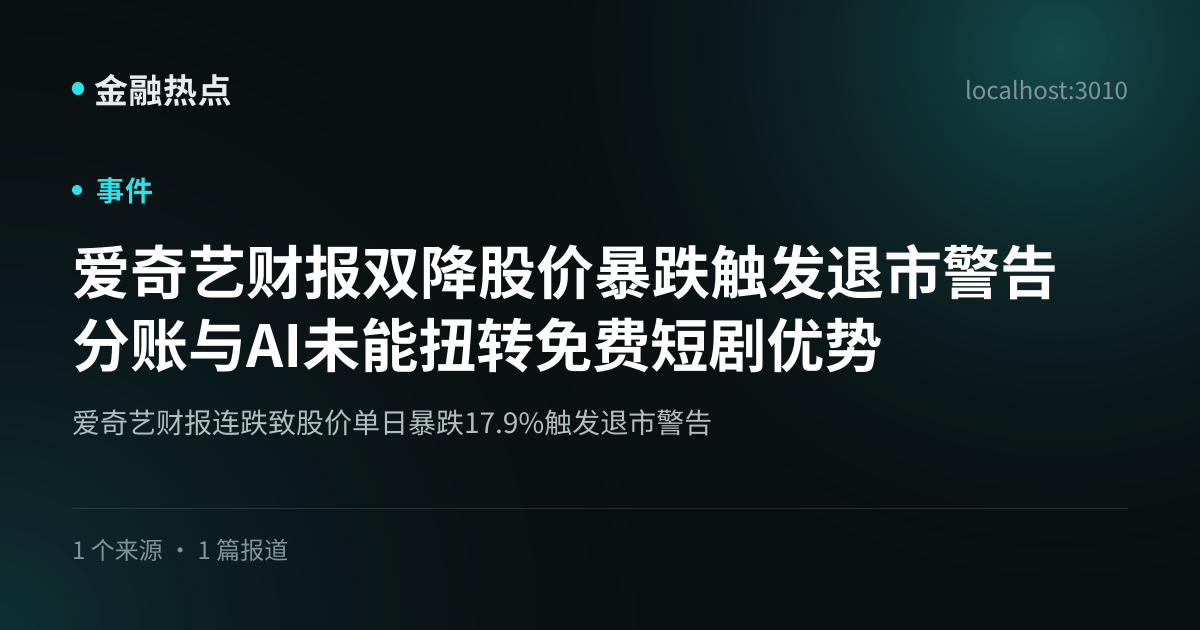 金融热点
localhost:3010
事件
爱奇艺财报双降股价暴跌触发退市警告
分账与AI未能扭转免费短剧优势
爱奇艺财报连跌致股价单日暴跌17.9%触发退市警告
1 个来源 · 1 篇报道